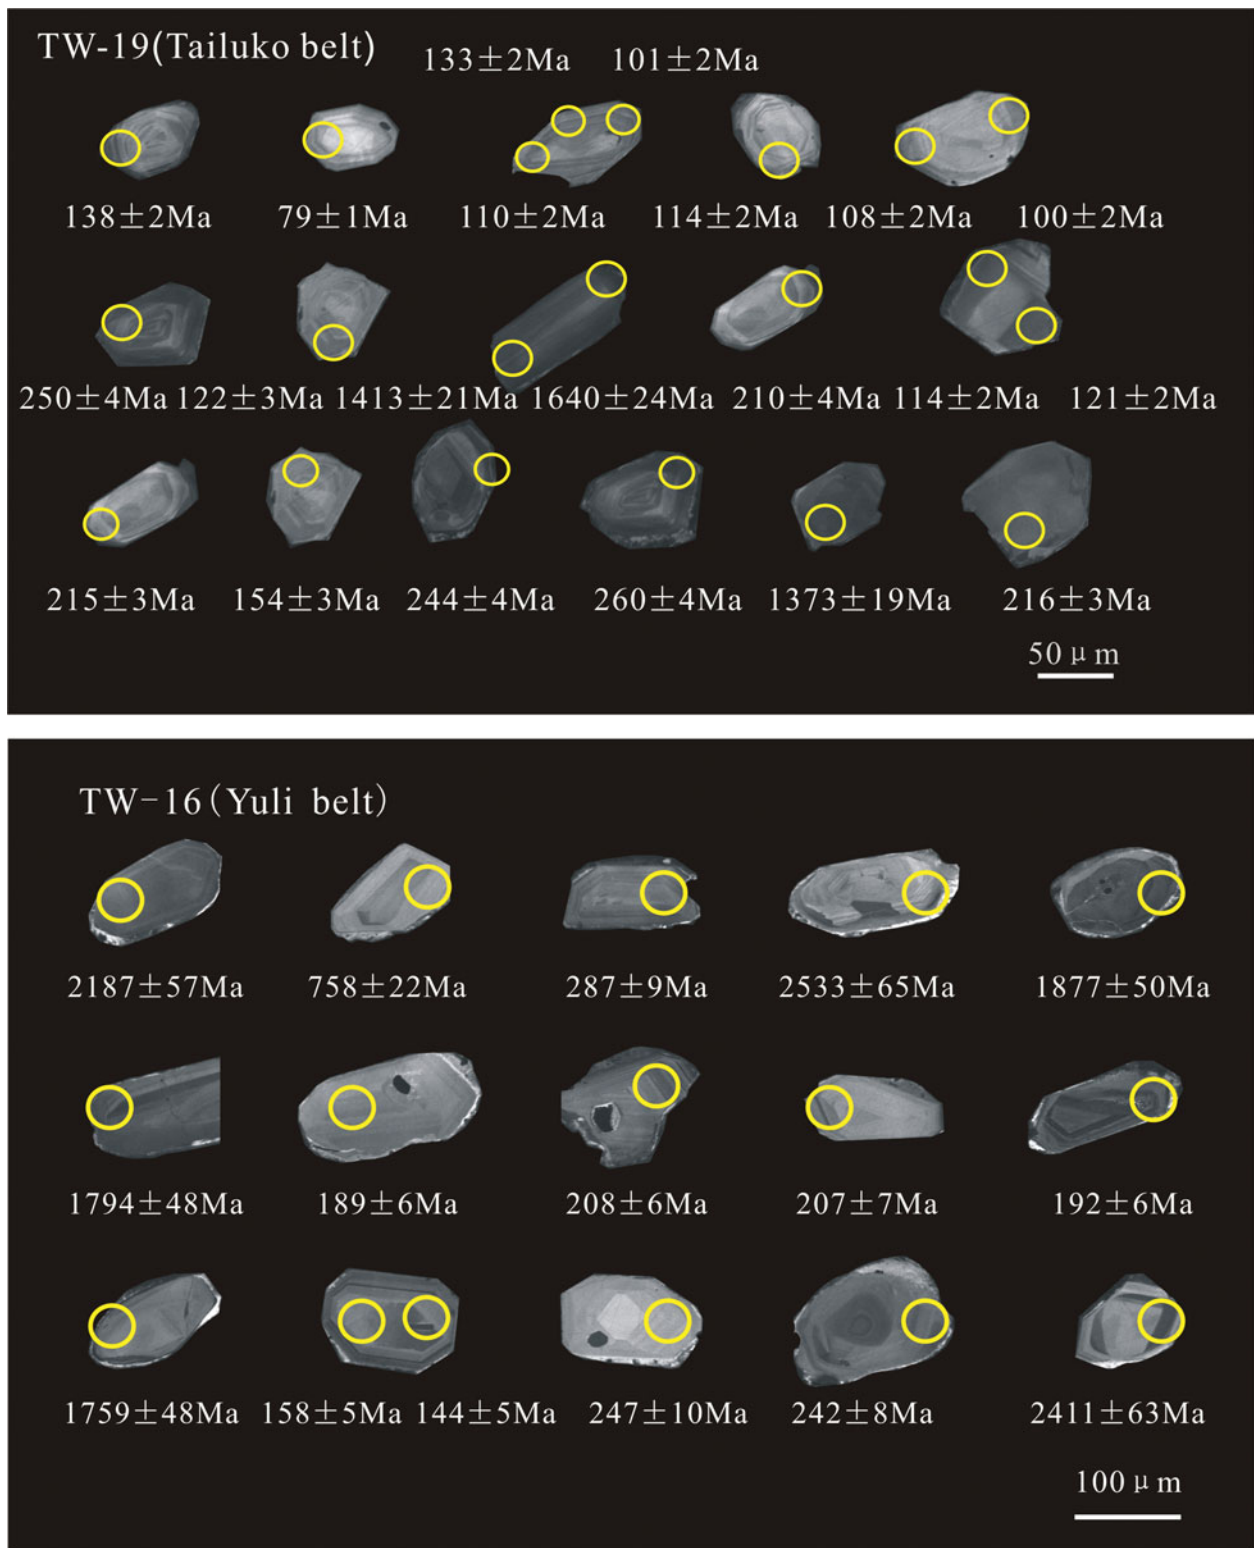 TW-19(Tailuko belt)
133±2Ma 101±2Ma
138±2Ma 79±1Ma 110±2Ma 114±2Ma 108±2Ma 100±2Ma
250±4Ma 122±3Ma 1413±21Ma 1640±24Ma 210±4Ma 114±2Ma 121±2Ma
215±3Ma 154±3Ma 244±4Ma 260±4Ma 1373±19Ma 216±3Ma
50 μm
TW-16(Yuli belt)
2187±57Ma 758±22Ma 287±9Ma 2533±65Ma 1877±50Ma
1794±48Ma 189±6Ma 208±6Ma 207±7Ma 192±6Ma
1759±48Ma 158±5Ma 144±5Ma 247±10Ma 242±8Ma 2411±63Ma
100 μm